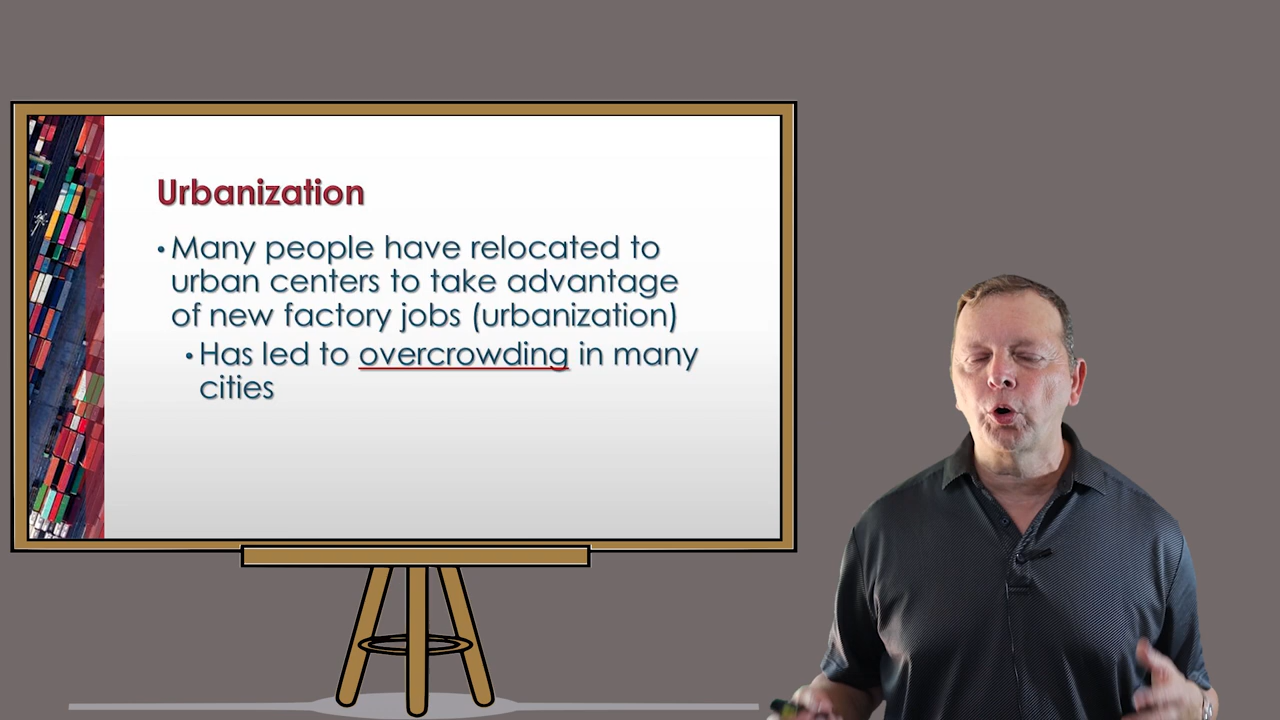 Urbanization
• Many people have relocated to
urban centers to take advantage
of new factory jobs (urbanization)
• Has led to overcrowding in many
cities